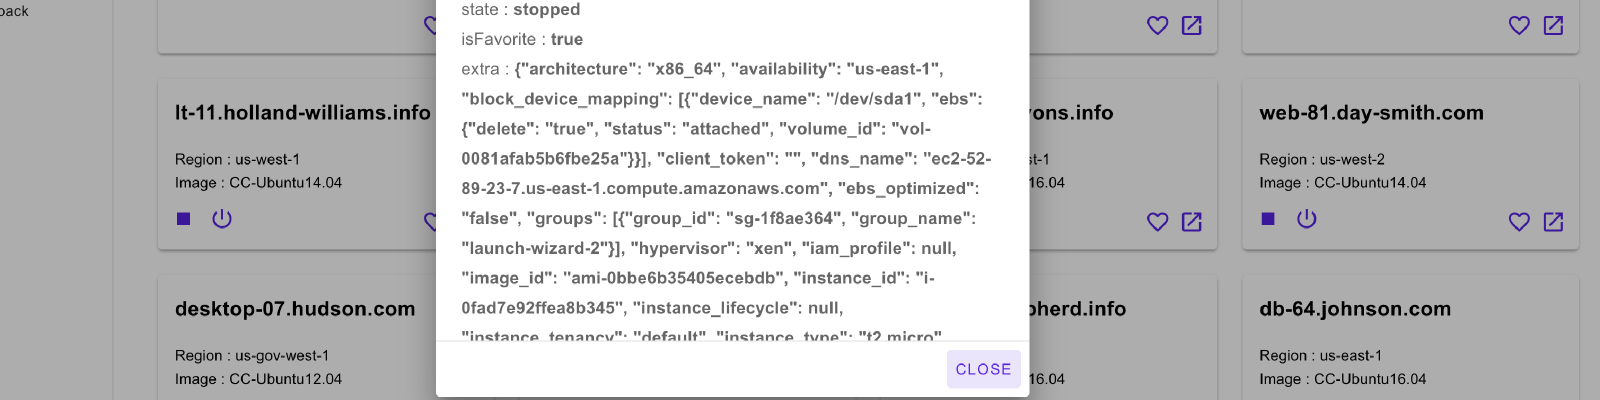 back
state : stopped
isFavorite : true
extra : {"architecture": "x86_64", "availability": "us-east-1",
"block_device_mapping": [{"device_name": "/dev/sda1", "ebs":
{"delete": "true", "status": "attached", "volume_id": "vol-
0081afab5b6fbe25a"}}], "client_token": "", "dns_name": "ec2-52-
89-23-7.us-east-1.compute.amazonaws.com", "ebs_optimized":
"false", "groups": [{"group_id": "sg-1f8ae364", "group_name":
"launch-wizard-2"}], "hypervisor": "xen", "iam_profile": null,
"image_id": "ami-0bbe6b35405ecebdb", "instance_id": "i-
0fad7e92ffea8b345", "instance_lifecycle": null,
"instance_tenancy": "default", "instance_type": "t2.micro"
CLOSE
lt-11.holland-williams.info
Region : us-west-1
Image : CC-Ubuntu14.04
yons.info
st-1
16.04
web-81.day-smith.com
Region : us-west-2
Image : CC-Ubuntu14.04
desktop-07.hudson.com
Region : us-gov-west-1
Image : CC-Ubuntu12.04
pherd.info
16.04
db-64.johnson.com
Region : us-east-1
Image : CC-Ubuntu16.04